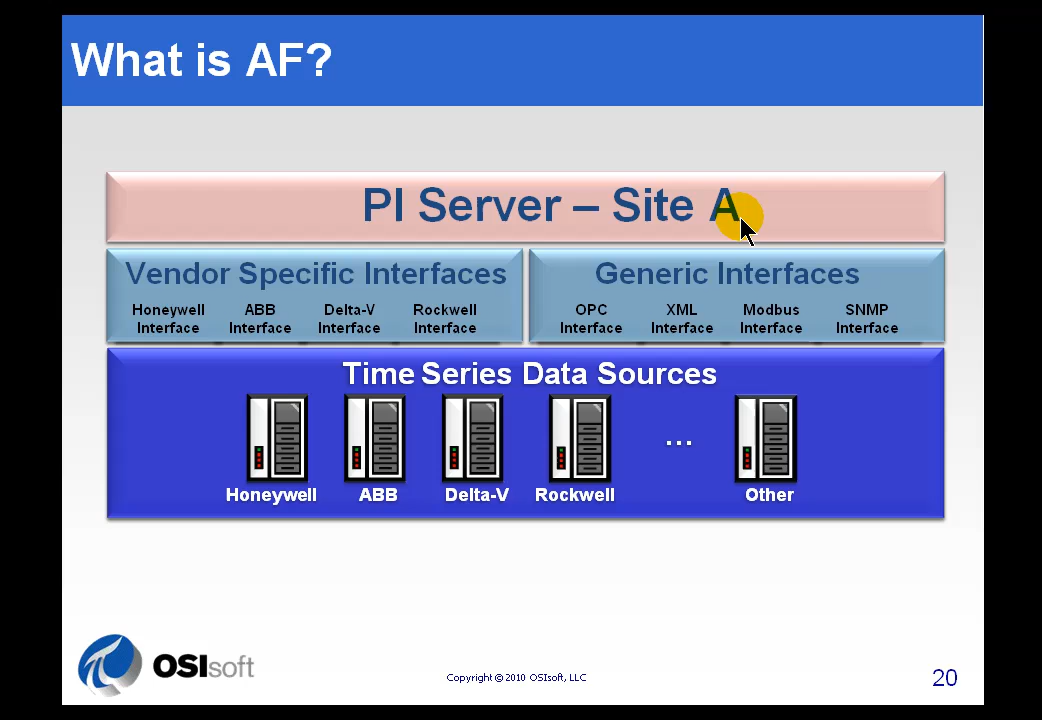 What is AF?
PI Server – Site A
Vendor Specific Interfaces
Honeywell Interface
ABB Interface
Delta-V Interface
Rockwell Interface
Generic Interfaces
OPC Interface
XML Interface
Modbus Interface
SNMP Interface
Time Series Data Sources
Honeywell
ABB
Delta-V
Rockwell
...
Other
OSIsoft
Copyright © 2010 OSIsoft, LLC
20